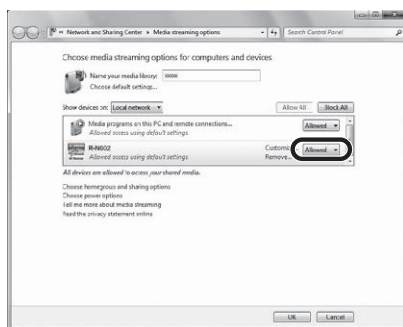 « Network and Sharing Center ▸ Media streaming options
Search Control Panel
Choose media streaming options for computers and devices
Name your media library:
Choose default settings...
Show devices on: Local network
Allow All
Block All
Media programs on this PC and remote connections...
Allowed access using default settings.
Allowed
R-N602
Allowed access using default settings.
Customize...
Remove...
Allowed
All devices are allowed to access your shared media.
Choose homegroup and sharing options
Choose power options
Tell me more about media streaming
Read the privacy statement online
OK
Cancel